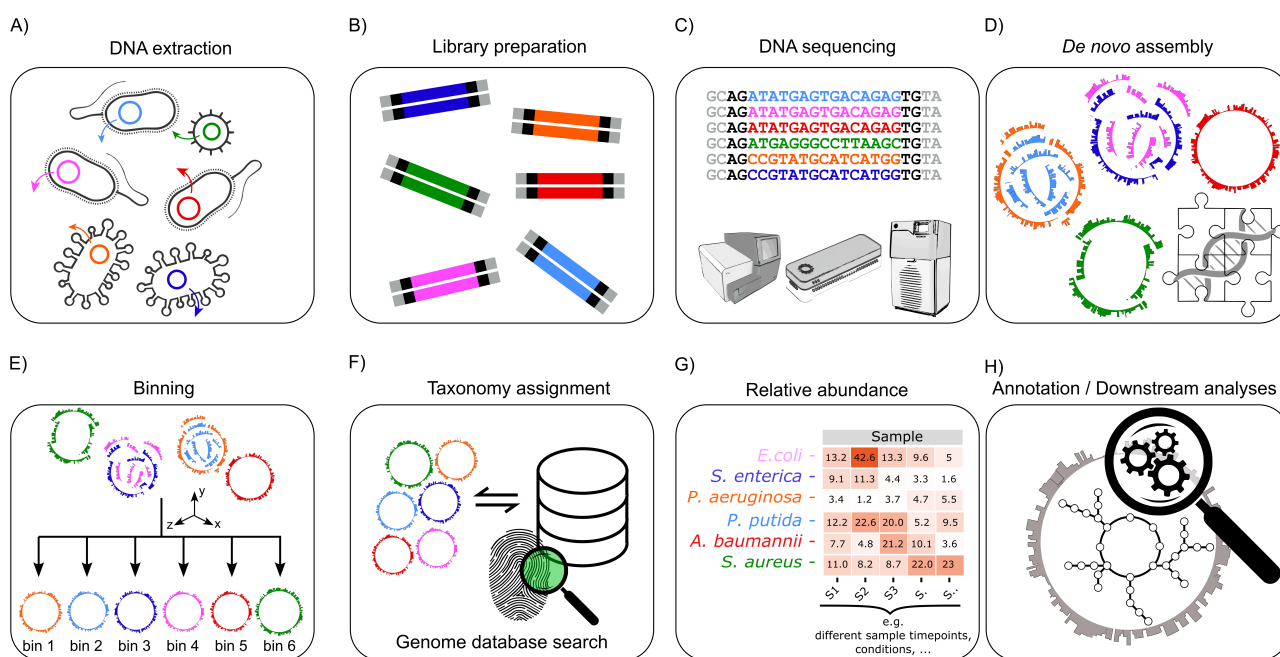 A)
DNA extraction
B)
Library preparation
C)
DNA sequencing
GCAGATATGAGTGACAGAGTGTA
GCAGATATGAGTGACAGAGTGTA
GCAGATATGAGTGACAGAGTGTA
GCAGATGAGGGCCTTAAGCTGTA
GCAGCCGTATGCATCATGGTGTA
GCAGCCGTATGCATCATGGTGTA
D)
De novo assembly
E)
Binning
y
z
x
bin 1 bin 2 bin 3 bin 4 bin 5 bin 6
F)
Taxonomy assignment
Genome database search
G)
Relative abundance
Sample
E.coli - 13.2 42.6 13.3 9.6 5
S. enterica - 9.1 11.3 4.4 3.3 1.6
P. aeruginosa - 3.4 1.2 3.7 4.7 5.5
P. putida - 12.2 22.6 20.0 5.2 9.5
A. baumannii - 7.7 4.8 21.2 10.1 3.6
S. aureus - 11.0 8.2 8.7 22.0 23
S1 S2 S3 S. S..
e.g.
different sample timepoints,
conditions, ...
H)
Annotation / Downstream analyses